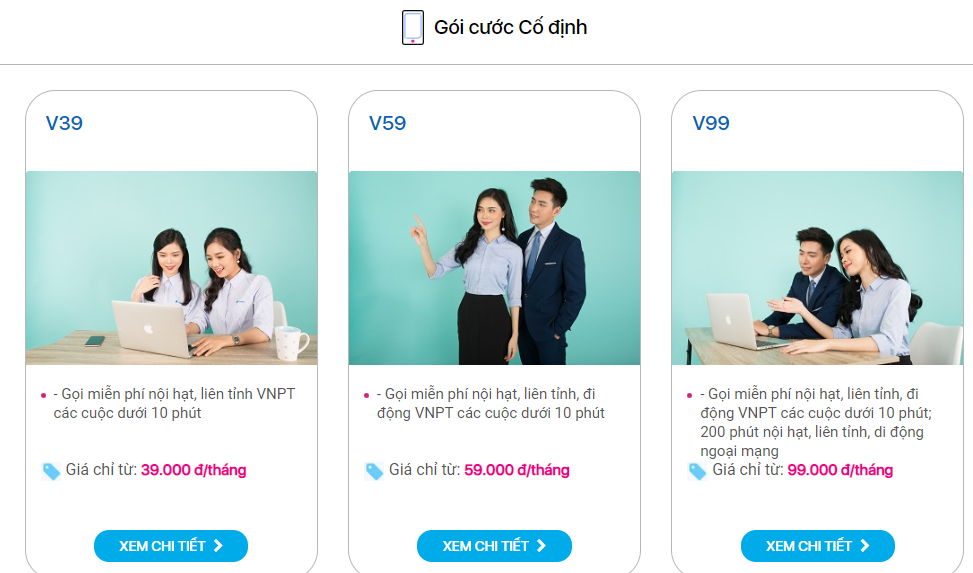 Gói cước Cố định
V39
- Gọi miễn phí nội hạt, liên tỉnh VNPT
các cuộc dưới 10 phút
Giá chỉ từ: 39.000 đ/tháng
XEM CHI TIẾT
V59
- Gọi miễn phí nội hạt, liên tỉnh, đi
động VNPT các cuộc dưới 10 phút
Giá chỉ từ: 59.000 đ/tháng
XEM CHI TIẾT
V99
- Gọi miễn phí nội hạt, liên tỉnh, đi
động VNPT các cuộc dưới 10 phút;
200 phút nội hạt, liên tỉnh, di động
ngoại mạng
Giá chỉ từ: 99.000 đ/tháng
XEM CHI TIẾT